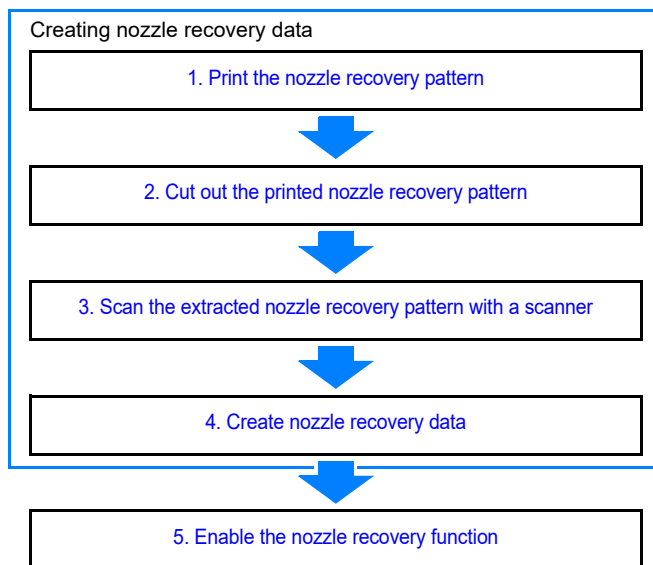 Creating nozzle recovery data
1. Print the nozzle recovery pattern
2. Cut out the printed nozzle recovery pattern
3. Scan the extracted nozzle recovery pattern with a scanner
4. Create nozzle recovery data
5. Enable the nozzle recovery function